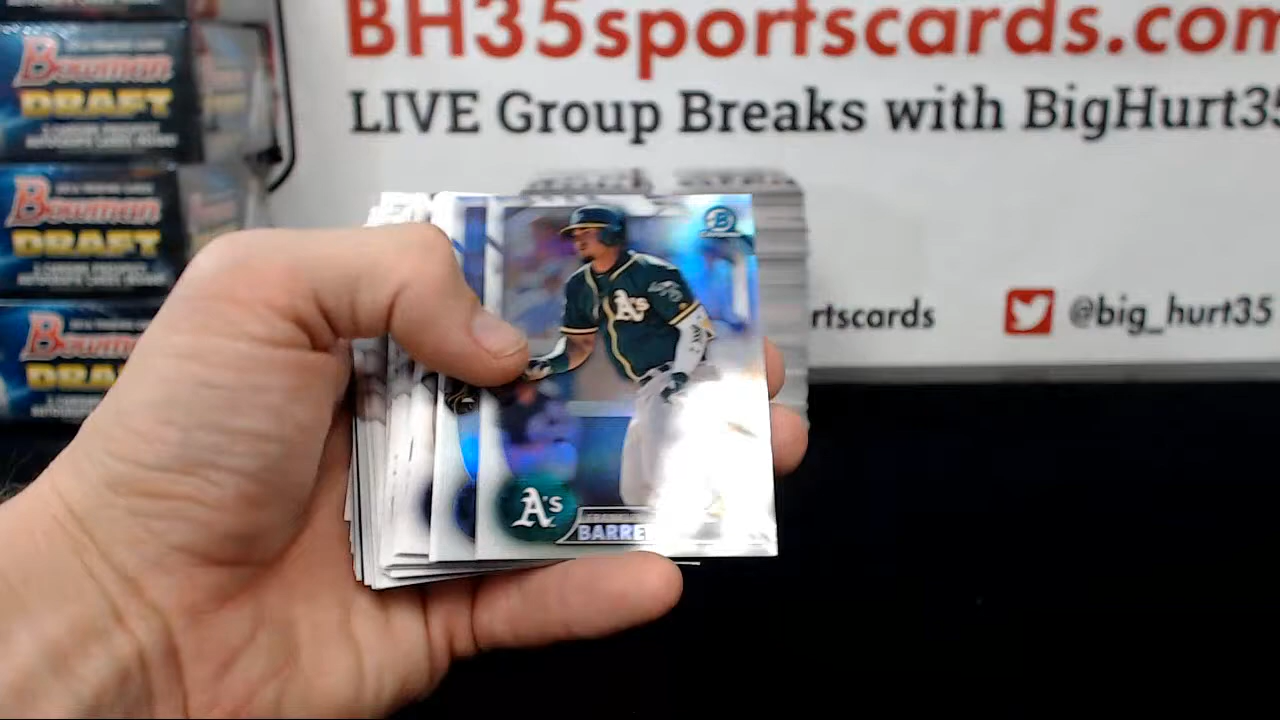 BH35sportscards.com
LIVE Group Breaks with BigHurt35
rtscards @big_hurt35
Bowman
DRAFT
Bowman
DRAFT
Bowman
DRAFT
A's
A's
BARRE